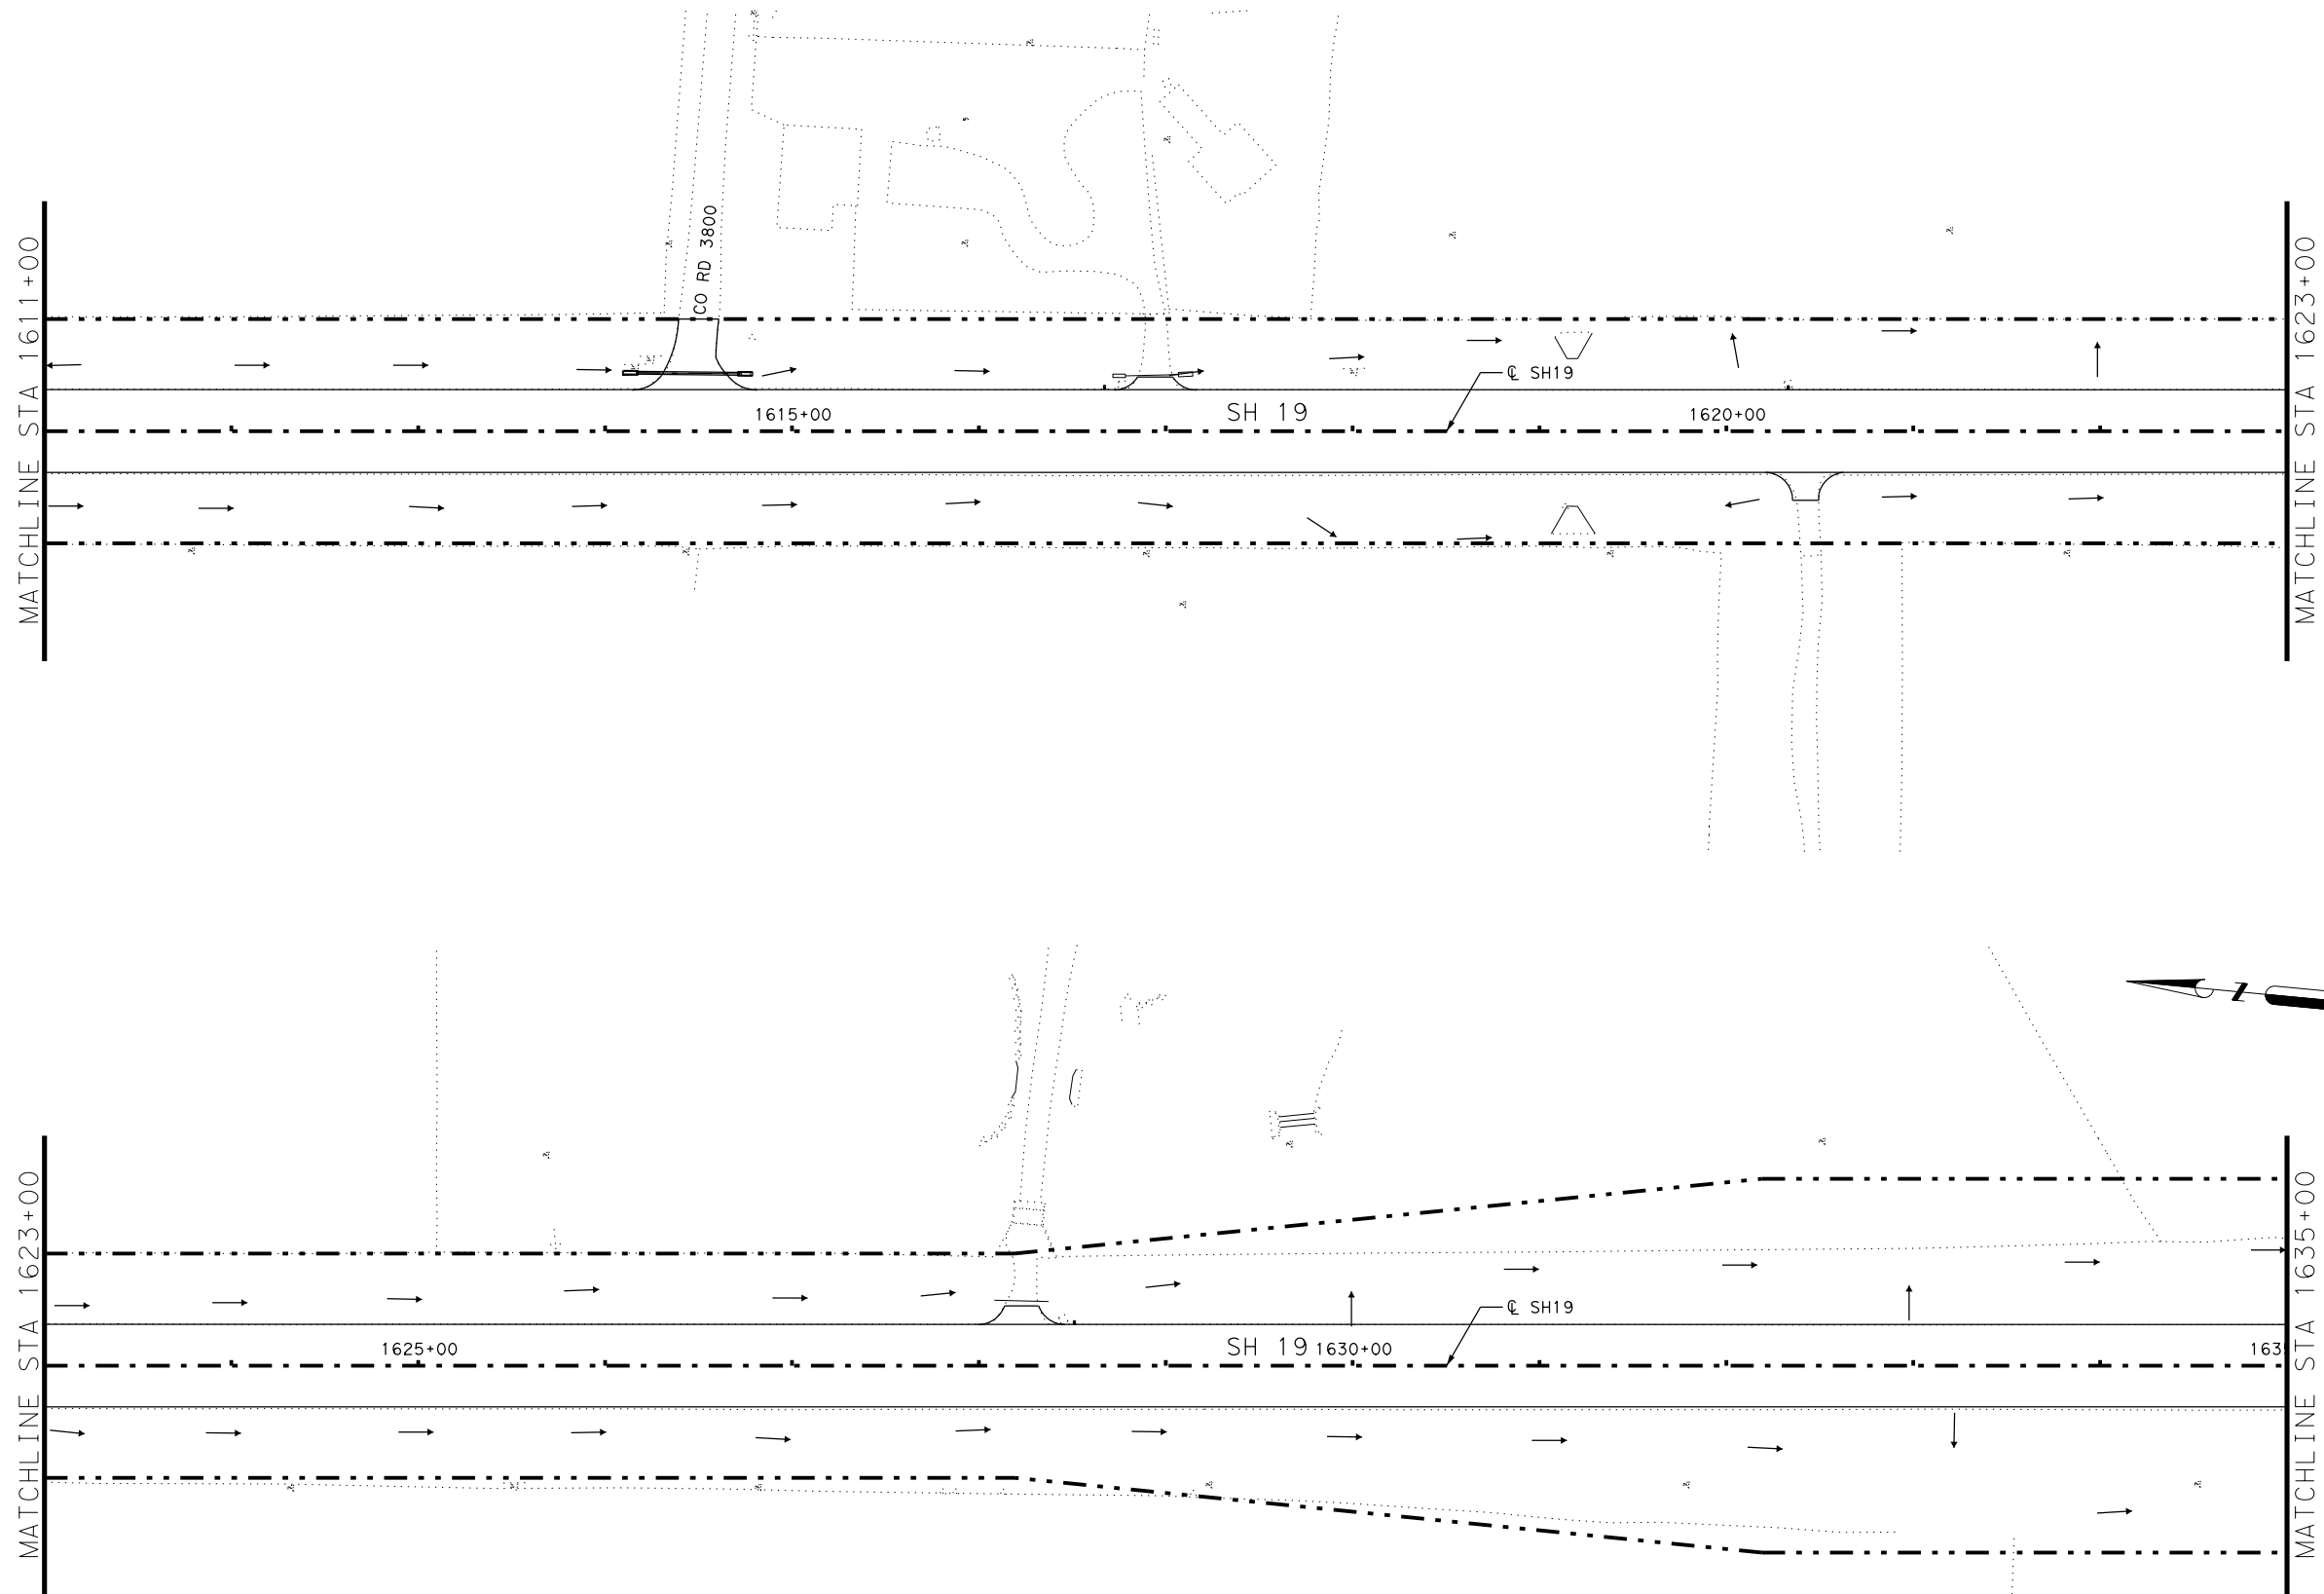 CO RD 3800
MATCHLINE STA 1611+00
MATCHLINE STA 1623+00
℄ SH19
1615+00
SH 19
1620+00
N
MATCHLINE STA 1623+00
MATCHLINE STA 1635+00
℄ SH19
1625+00
SH 19
1630+00
163